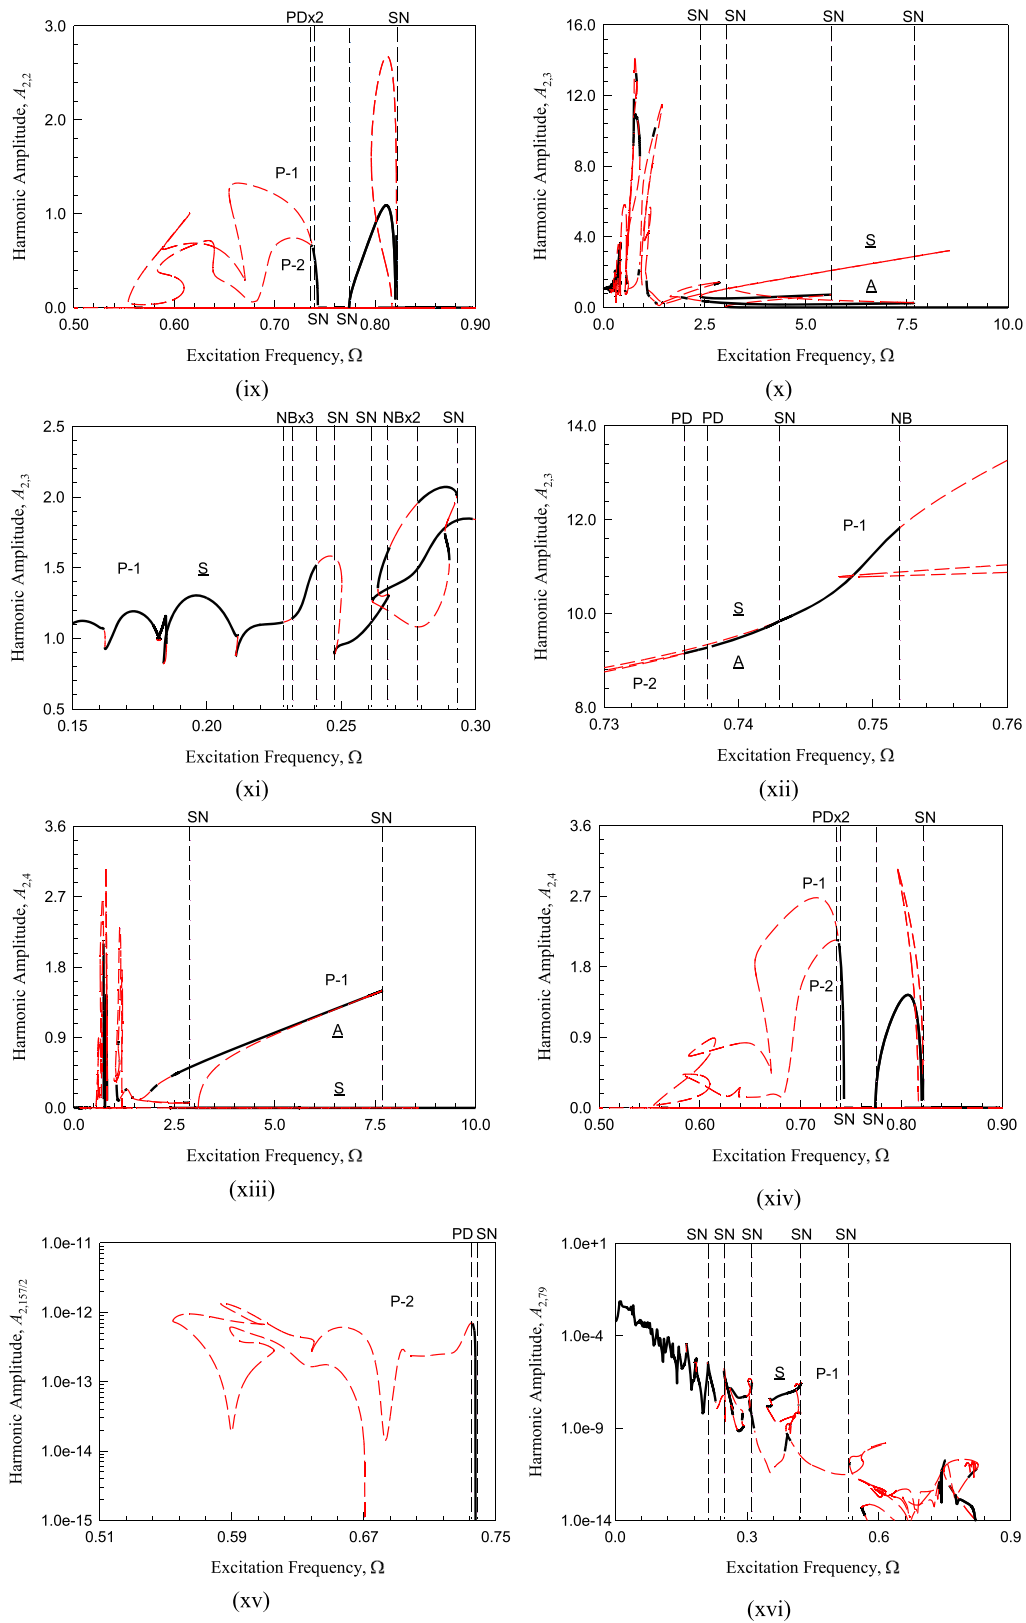 PDx2 SN
3.0
2.0
1.0
0.0
Harmonic Amplitude, A2,2
P-1
P-2
SN SN
0.50 0.60 0.70 0.80 0.90
Excitation Frequency, Ω
(ix)
SN SN SN SN
16.0
12.0
8.0
4.0
0.0
Harmonic Amplitude, A2,3
S
A
0.0 2.5 5.0 7.5 10.0
Excitation Frequency, Ω
(x)
NBx3 SN SN NBx2 SN
2.5
2.0
1.5
1.0
0.5
Harmonic Amplitude, A2,3
P-1 S
0.15 0.20 0.25 0.30
Excitation Frequency, Ω
(xi)
PD PD SN NB
14.0
12.0
10.0
8.0
Harmonic Amplitude, A2,3
P-1
S
A
P-2
0.73 0.74 0.75 0.76
Excitation Frequency, Ω
(xii)
SN SN
3.6
2.7
1.8
0.9
0.0
Harmonic Amplitude, A2,4
P-1
A
S
0.0 2.5 5.0 7.5 10.0
Excitation Frequency, Ω
(xiii)
PDx2 SN
3.6
2.7
1.8
0.9
0.0
Harmonic Amplitude, A2,4
P-1
P-2
SN SN
0.50 0.60 0.70 0.80 0.90
Excitation Frequency, Ω
(xiv)
PD SN
1.0e-11
1.0e-12
1.0e-13
1.0e-14
1.0e-15
Harmonic Amplitude, A2,157/2
P-2
0.51 0.59 0.67 0.75
Excitation Frequency, Ω
(xv)
SN SN SN SN SN
1.0e+1
1.0e-4
1.0e-9
1.0e-14
Harmonic Amplitude, A2,79
S P-1
0.0 0.3 0.6 0.9
Excitation Frequency, Ω
(xvi)